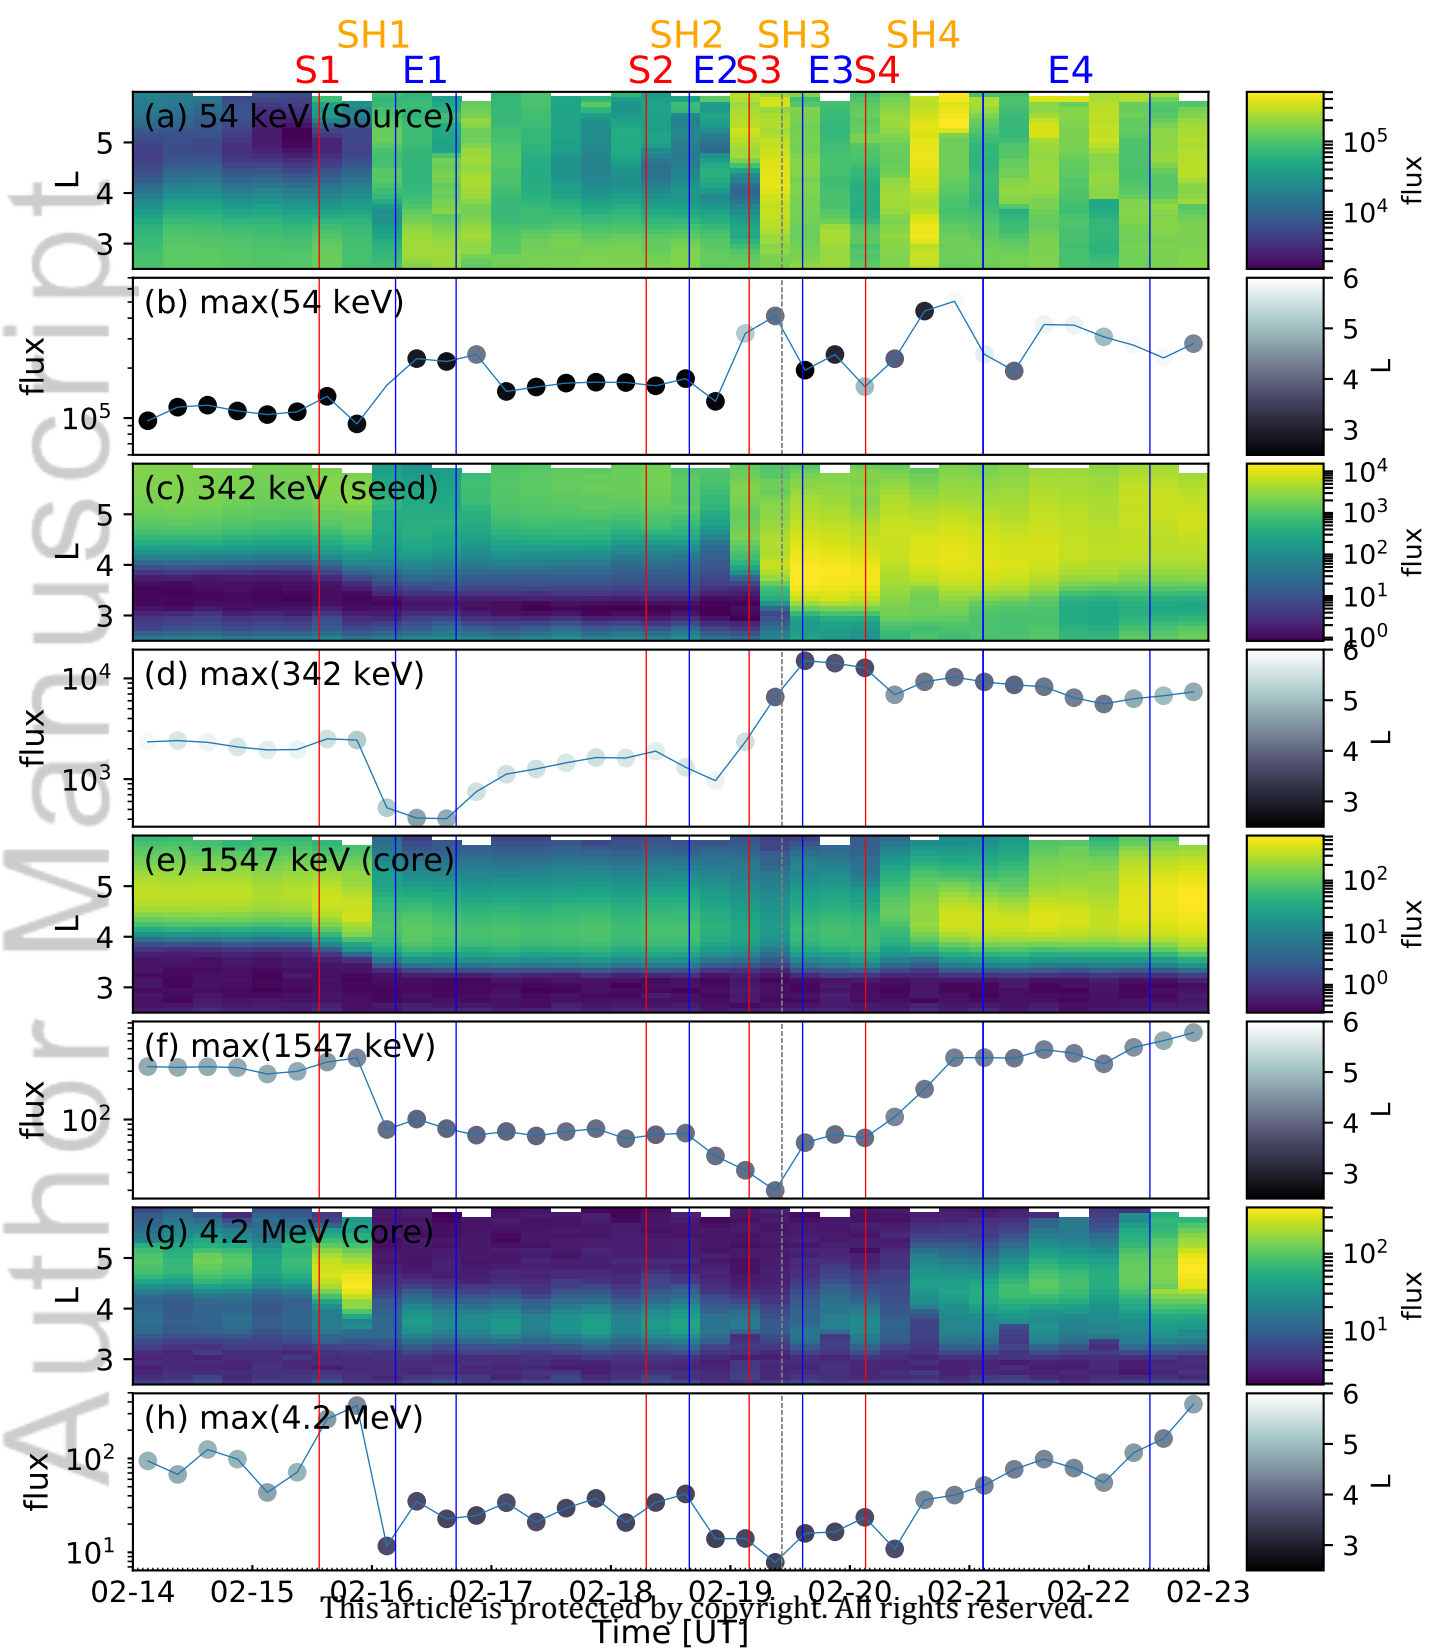 SH1 SH2 SH3 SH4
S1 E1 S2 E2 S3 E3 S4 E4
Author Manuscript
(a) 54 keV (Source)
L
5
4
3
flux
10^5
10^4
(b) max(54 keV)
flux
10^5
L
6
5
4
3
(c) 342 keV (seed)
L
5
4
3
flux
10^4
10^3
10^2
10^1
10^0
(d) max(342 keV)
flux
10^4
10^3
L
6
5
4
3
(e) 1547 keV (core)
L
5
4
3
flux
10^2
10^1
10^0
(f) max(1547 keV)
flux
10^2
L
6
5
4
3
(g) 4.2 MeV (core)
L
5
4
3
flux
10^2
10^1
(h) max(4.2 MeV)
flux
10^2
10^1
L
6
5
4
3
02-14 02-15 02-16 02-17 02-18 02-19 02-20 02-21 02-22 02-23
This article is protected by copyright. All rights reserved.
Time [UT]